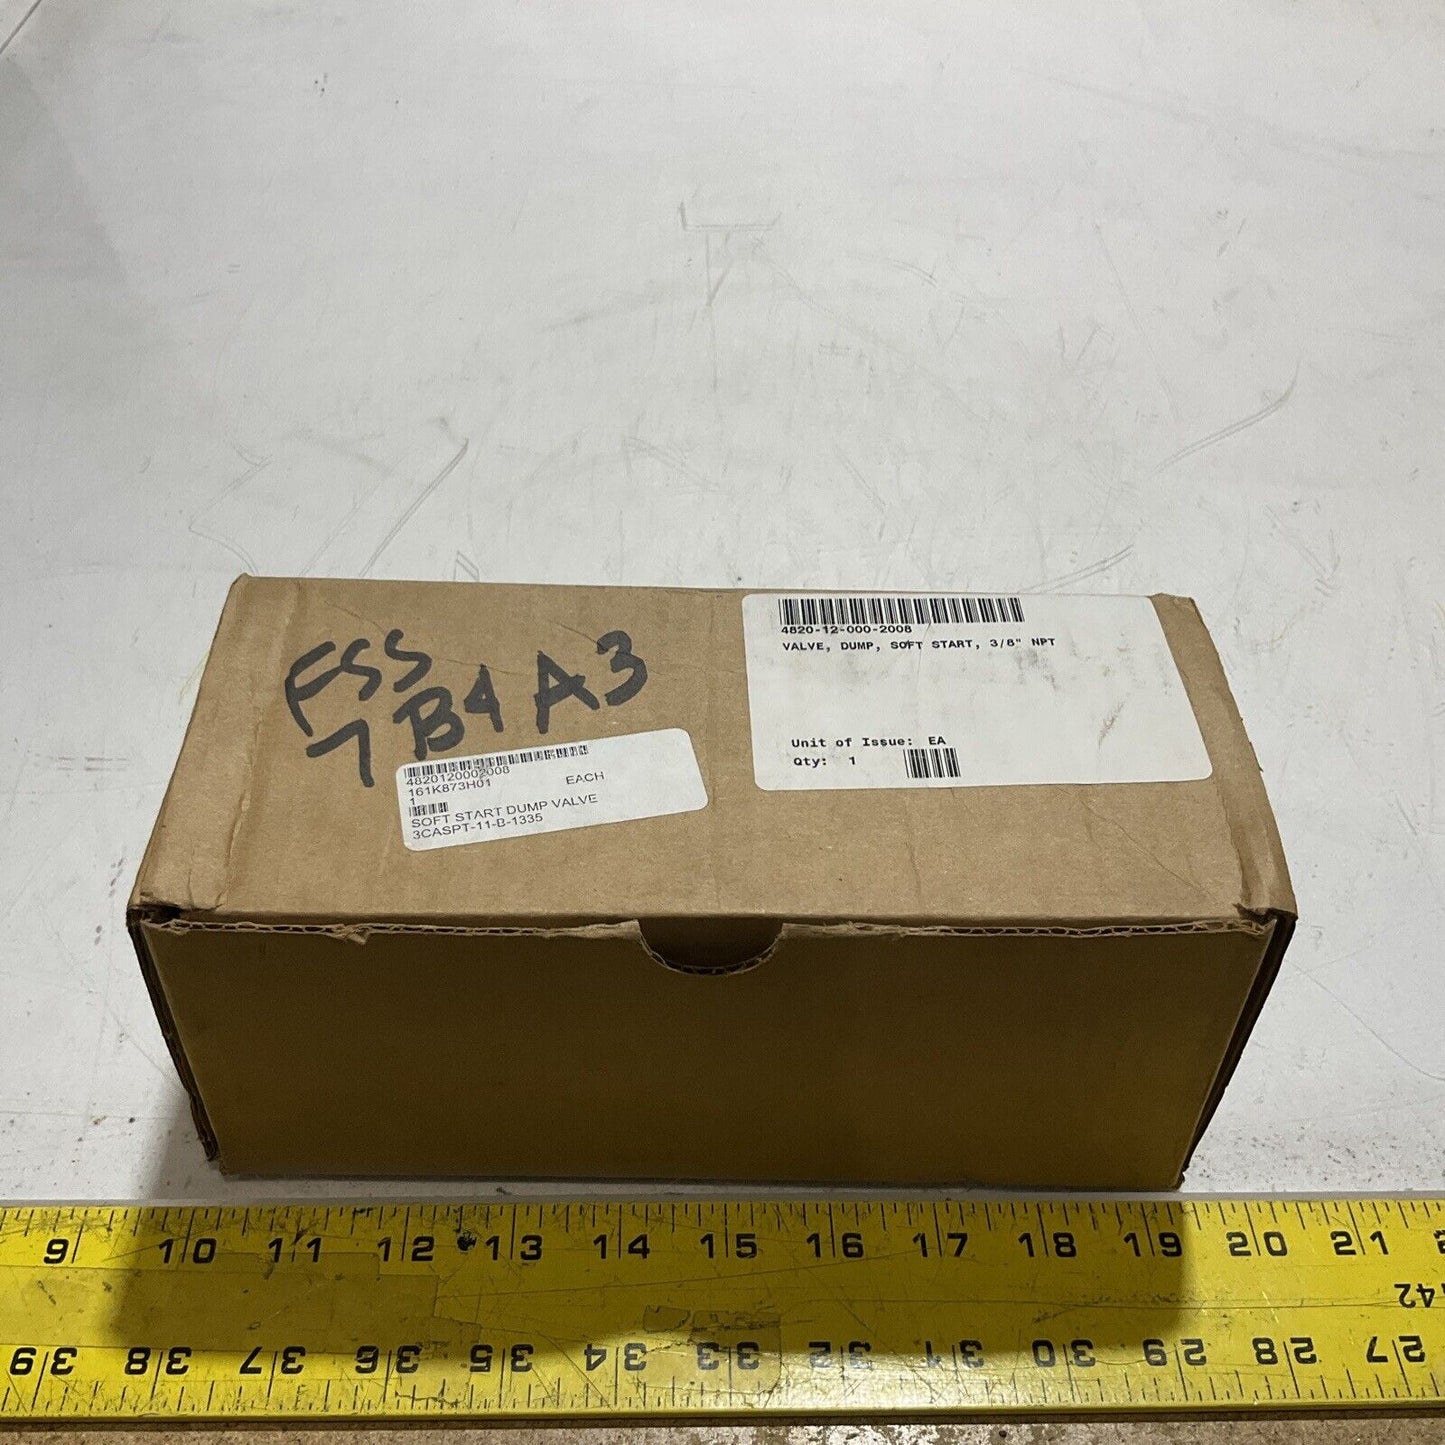 FSS
7 B4 A3
4820-12-000-2008
VALVE, DUMP, SOFT START, 3/8" NPT
Unit of Issue: EA
Qty: 1
4820120002008
161K873H01 EACH
1
SOFT START DUMP VALVE
3CASPT-11-B-1335
9 10 11 12 13 14 15 16 17 18 19 20 21
42
39 38 37 36 35 34 33 32 31 30 29 28 27